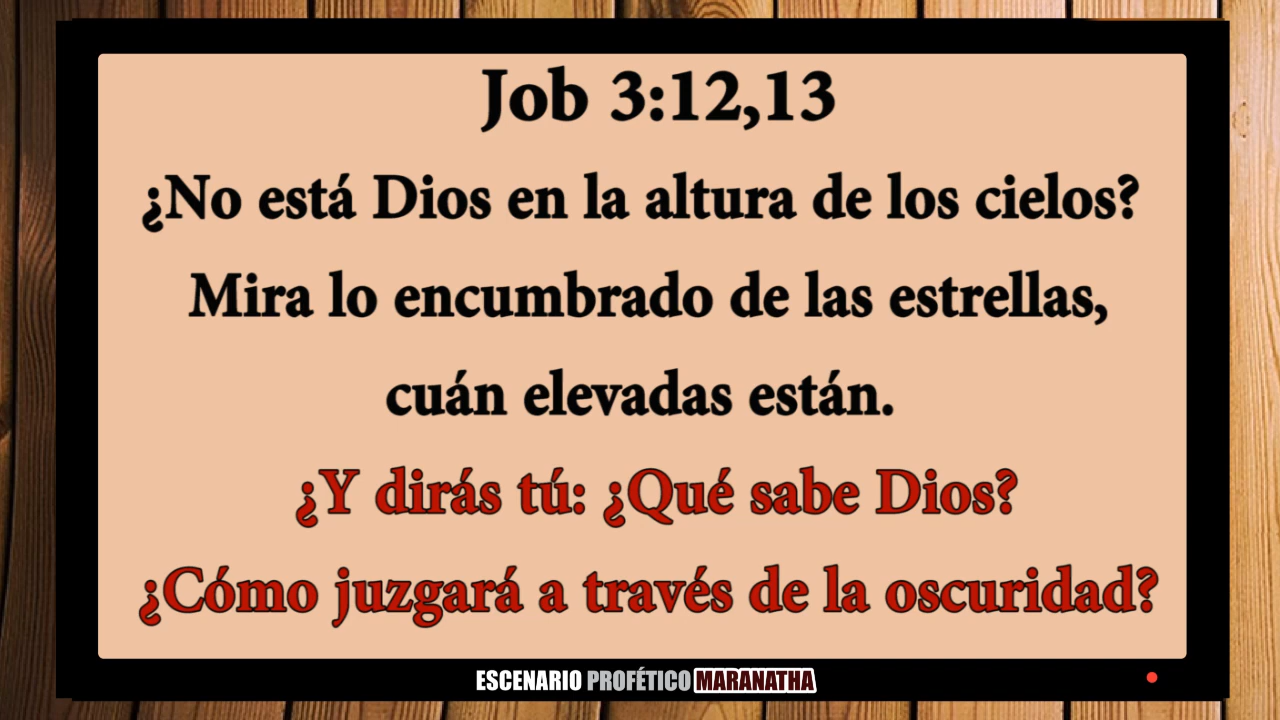 Job 3:12,13
¿No está Dios en la altura de los cielos?
Mira lo encumbrado de las estrellas,
cuán elevadas están.
¿Y dirás tú: ¿Qué sabe Dios?
¿Cómo juzgará a través de la oscuridad?
ESCENARIO PROFÉTICO MARANATHA